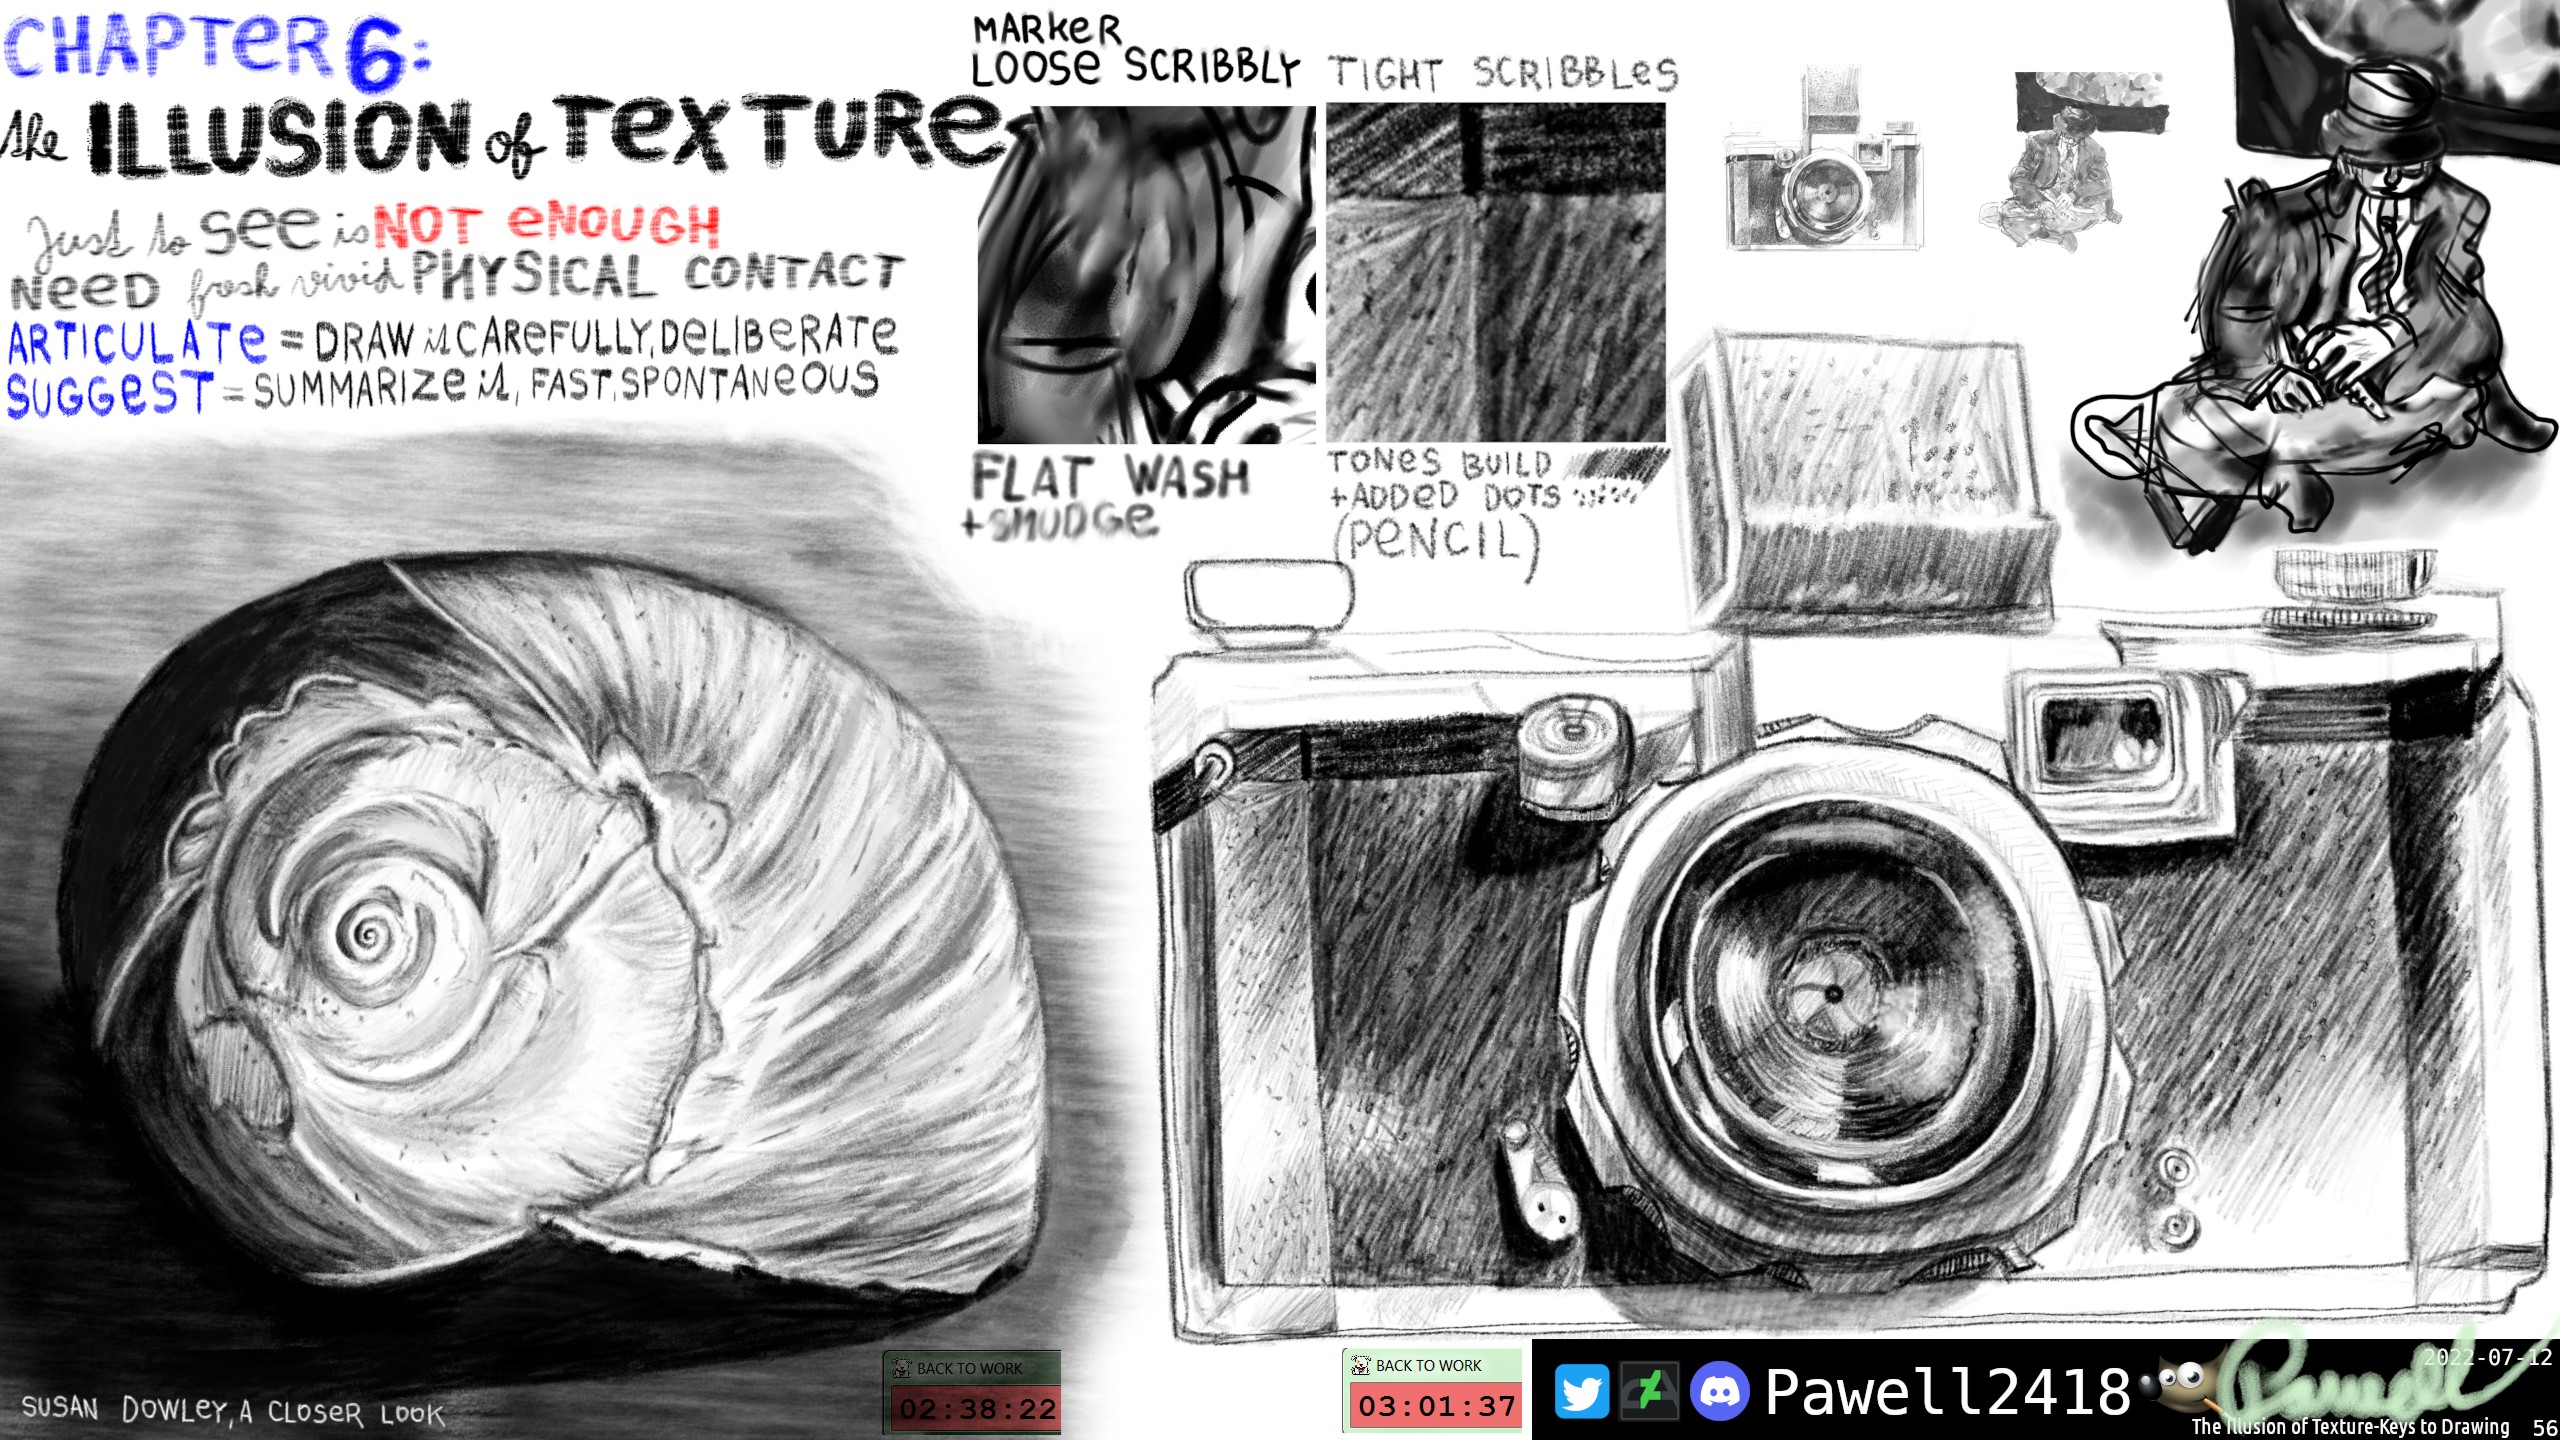 CHAPTER 6:
the ILLUSION of TEXTURE
Just to SEE is NOT ENOUGH
NEED fresh vivid PHYSICAL CONTACT
ARTICULATE = DRAW it CAREFULLY, DELIBERATE
SUGGEST = SUMMARIZE it, FAST, SPONTANEOUS
MARKER
LOOSE SCRIBBLY
TIGHT SCRIBBLES
FLAT WASH
+SMUDGE
TONES BUILD
+ADDED DOTS
(PENCIL)
SUSAN DOWLEY, A CLOSER LOOK
BACK TO WORK
02:38:22
BACK TO WORK
03:01:37
Pawell2418
2022-07-12
The Illusion of Texture-Keys to Drawing 56